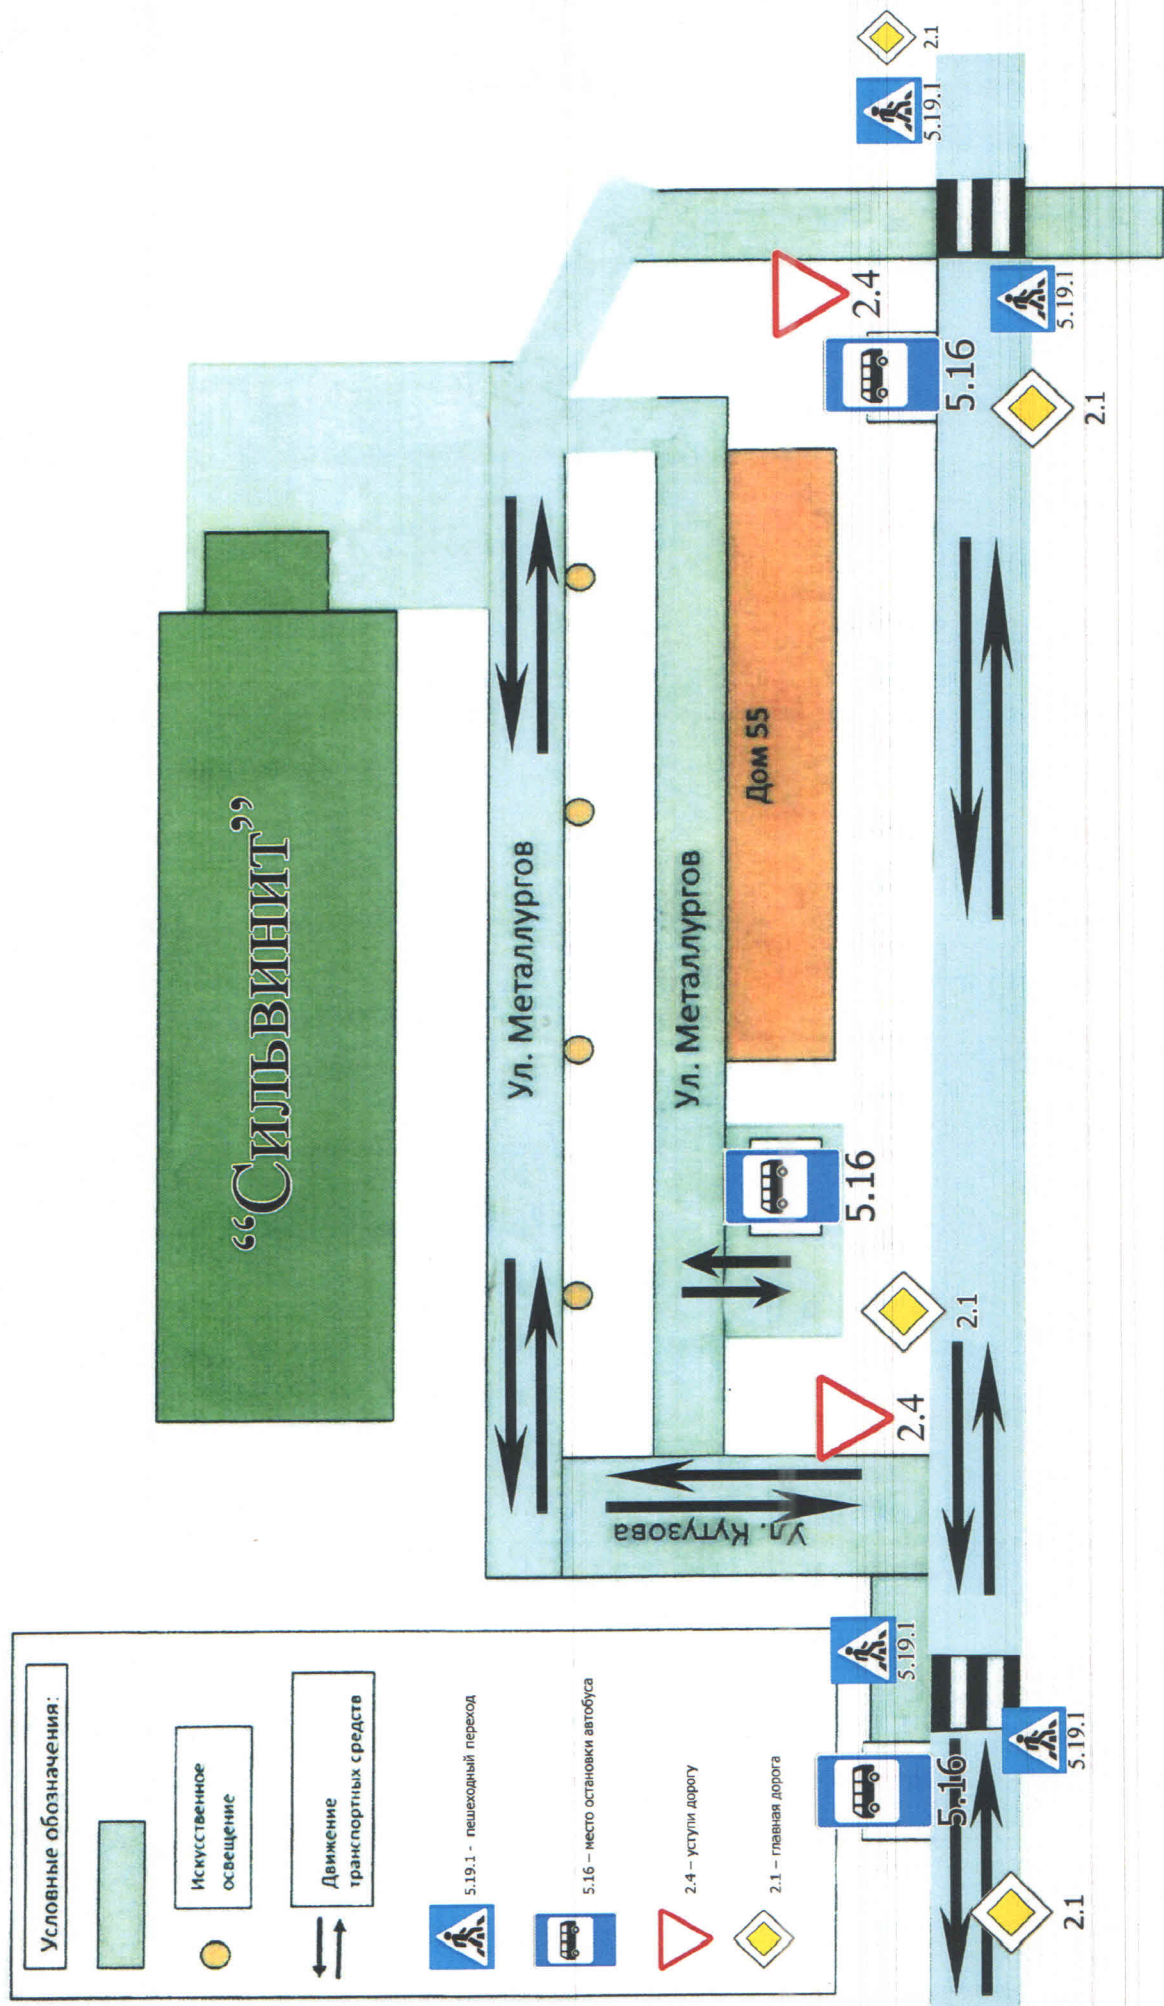 “Сильвинит”
Ул. Металлургов
Ул. Металлургов
Дом 55
Ул. Кутузова
2.1
5.19.1
2.4
5.16
5.19.1
2.1
5.16
2.1
2.4
5.19.1
5.16
5.19.1
2.1
Условные обозначения:
Искусственное
освещение
Движение
транспортных средств
5.19.1 - пешеходный переход
5.16 – место остановки автобуса
2.4 – уступи дорогу
2.1 – главная дорога